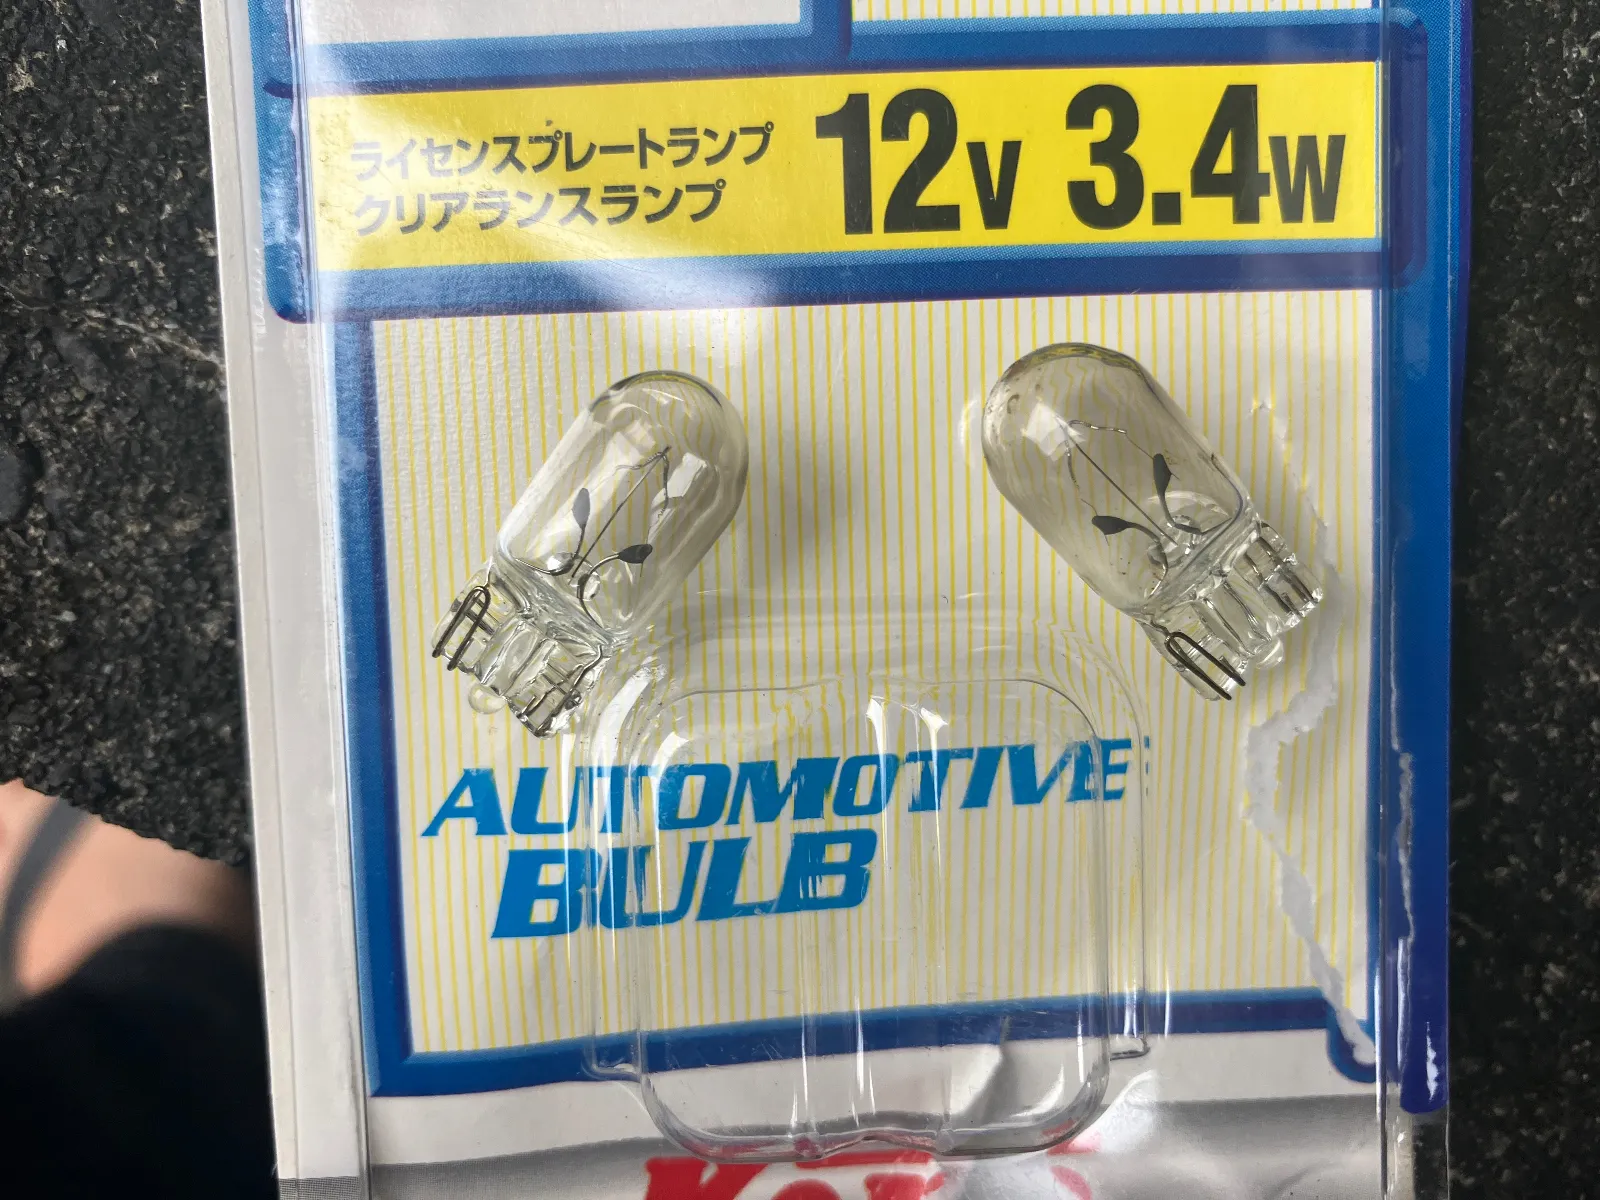 ライセンスプレートランプ
クリアランスランプ
12V 3.4W
AUTOMOTIVE
BULB